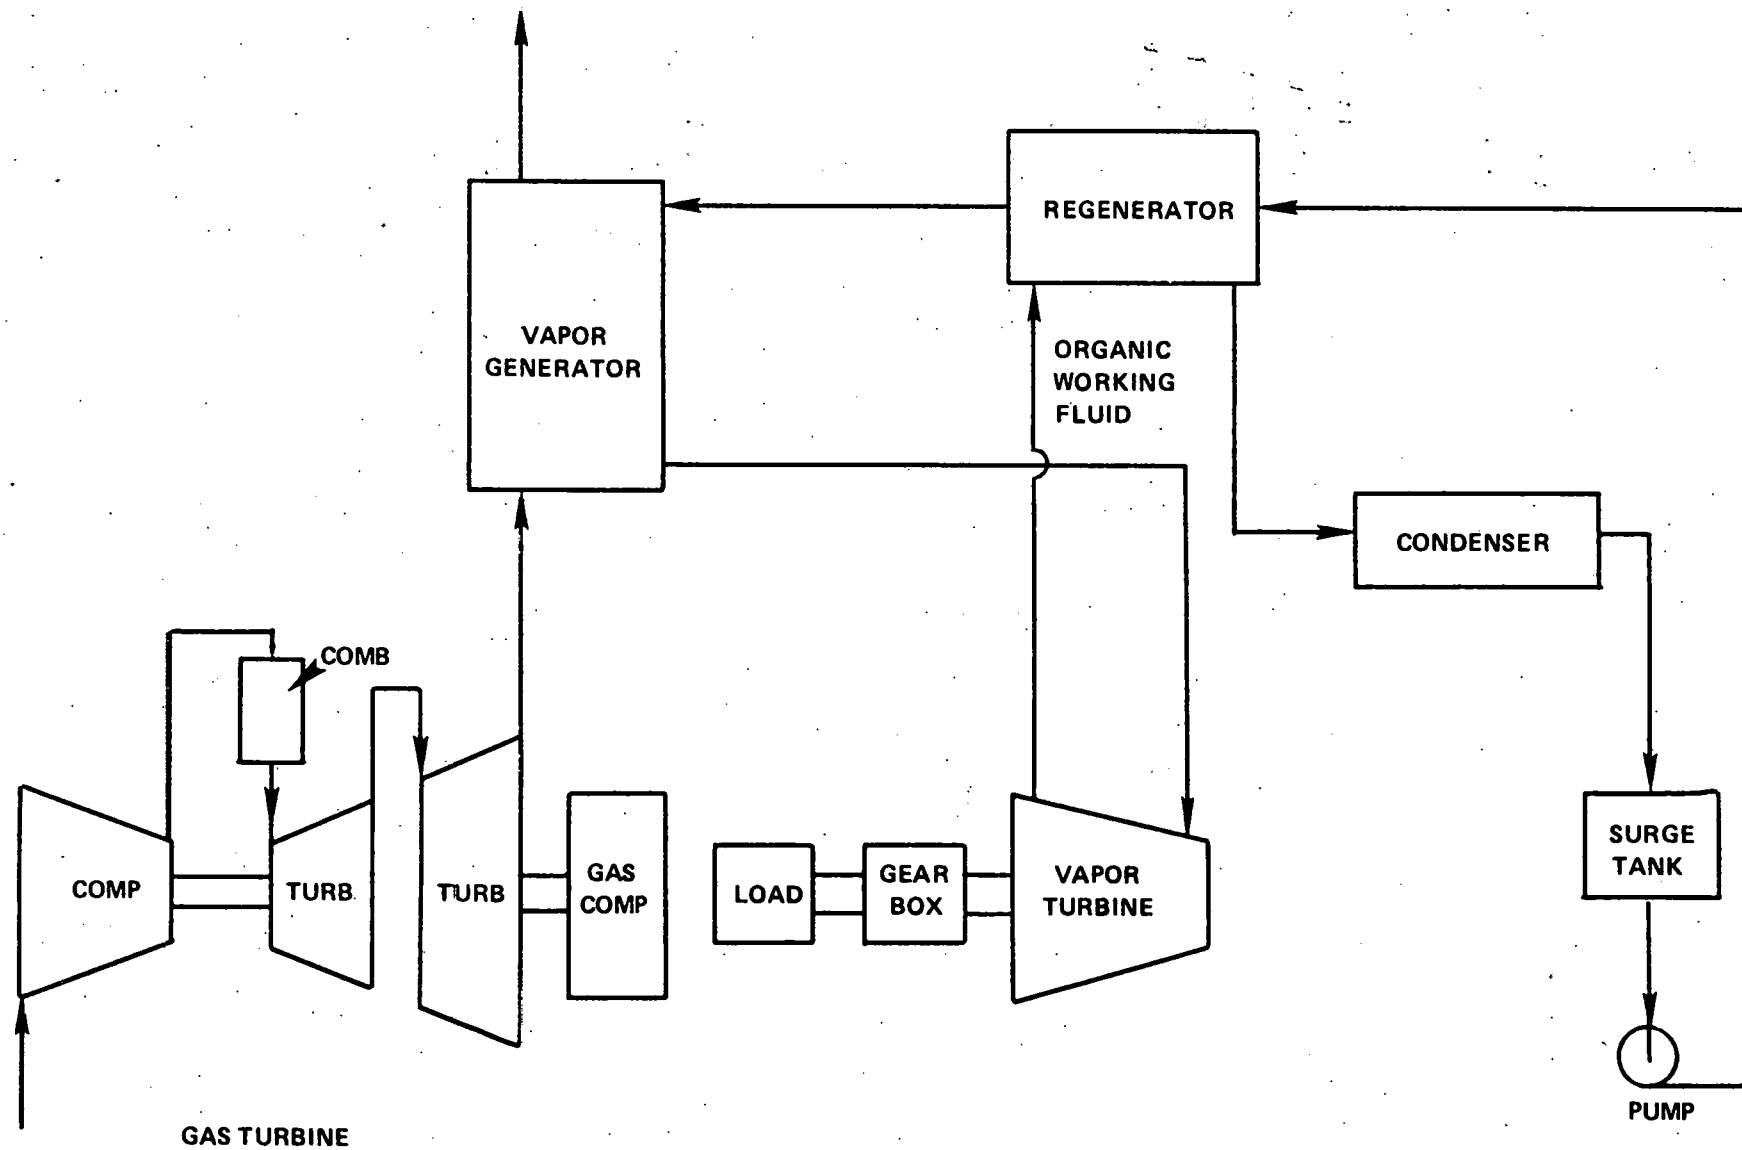 REGENERATOR
VAPOR
GENERATOR
ORGANIC
WORKING
FLUID
CONDENSER
COMB
SURGE
TANK
COMP
TURB
TURB
GAS
COMP
LOAD
GEAR
BOX
VAPOR
TURBINE
PUMP
GAS TURBINE